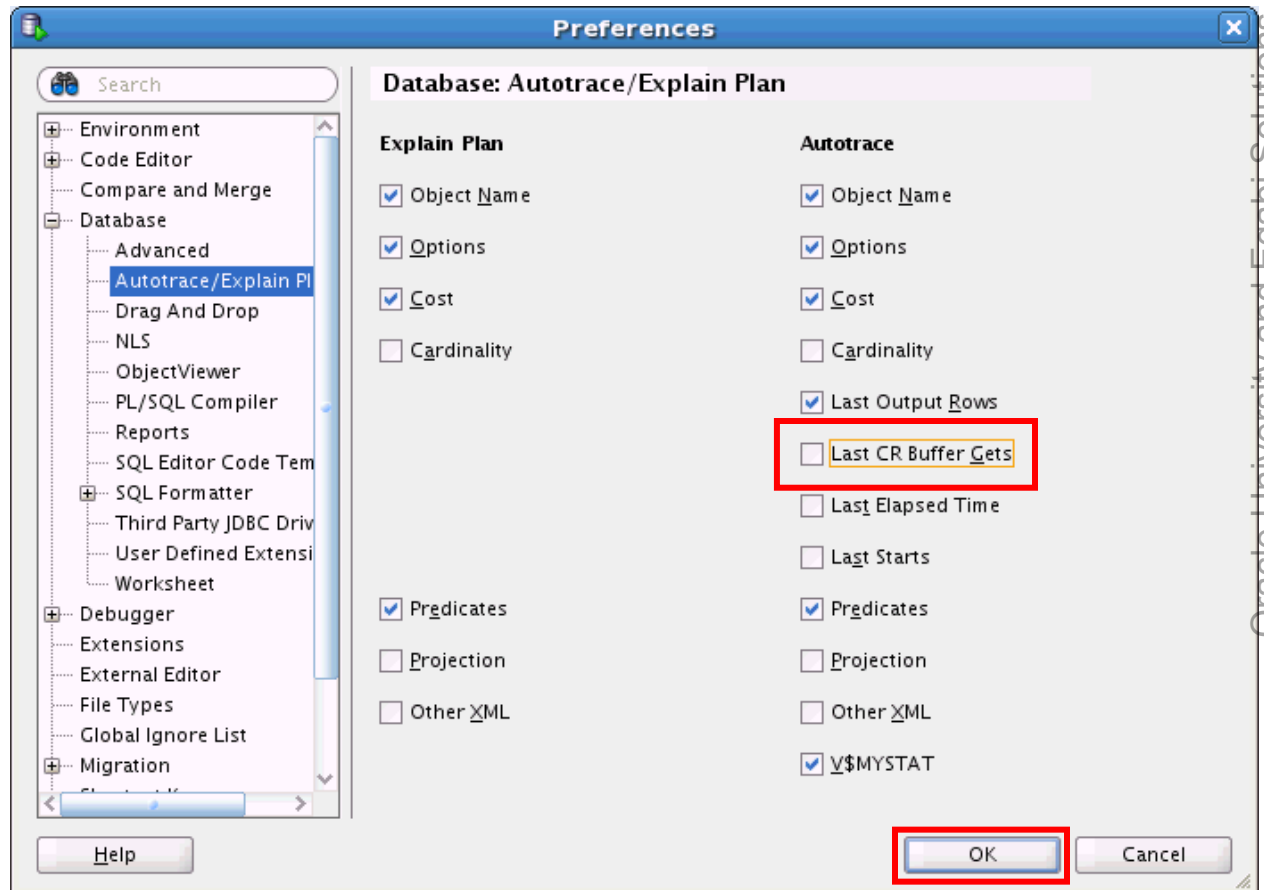 Preferences
Search
Environment
Code Editor
Compare and Merge
Database
Advanced
Autotrace/Explain Pl
Drag And Drop
NLS
ObjectViewer
PL/SQL Compiler
Reports
SQL Editor Code Tem
SQL Formatter
Third Party JDBC Driv
User Defined Extensi
Worksheet
Debugger
Extensions
External Editor
File Types
Global Ignore List
Migration
Database: Autotrace/Explain Plan
Explain Plan
Object Name
Options
Cost
Cardinality
Predicates
Projection
Other XML
Autotrace
Object Name
Options
Cost
Cardinality
Last Output Rows
Last CR Buffer Gets
Last Elapsed Time
Last Starts
Predicates
Projection
Other XML
V$MYSTAT
Help
OK
Cancel